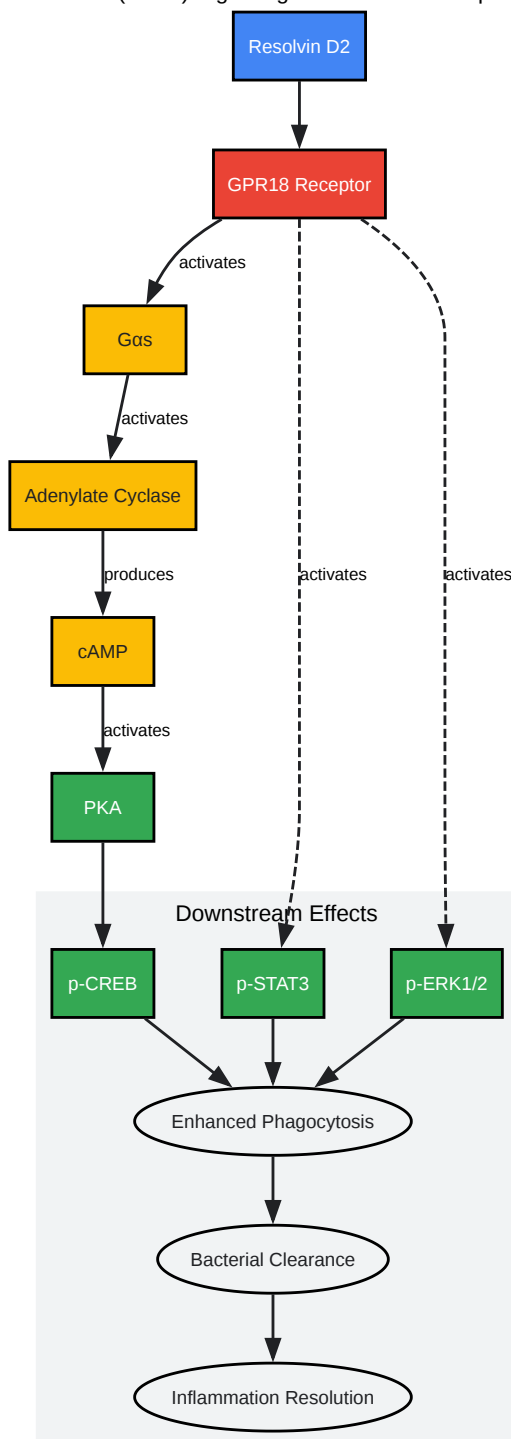 Resolvin D2
GPR18 Receptor
activates
Gαs
activates
Adenylate Cyclase
produces
activates
activates
cAMP
activates
PKA
Downstream Effects
p-CREB
p-STAT3
p-ERK1/2
Enhanced Phagocytosis
Bacterial Clearance
Inflammation Resolution